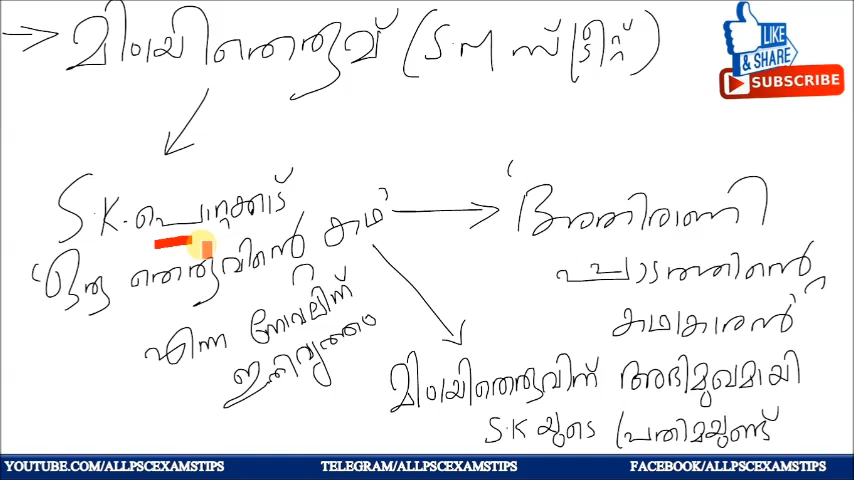 → മിഠായിതെരുവ് (S.M സ്ട്രീറ്റ്)
LIKE
& SHARE
SUBSCRIBE
S.K. പൊറ്റക്കാട്
'ഒരു തെരുവിന്റെ കഥ'
എന്ന നോവലിന്
ഇതിവൃത്തം
'അതിരാണി
പ്പാടത്തിന്റെ
കഥാകാരൻ'
മിഠായിതെരുവിന് അഭിമുഖമായി
S.K യുടെ പ്രതിമയുണ്ട്
YOUTUBE.COM/ALLPSCEXAMSTIPS TELEGRAM/ALLPSCEXAMSTIPS FACEBOOK/ALLPSCEXAMSTIPS